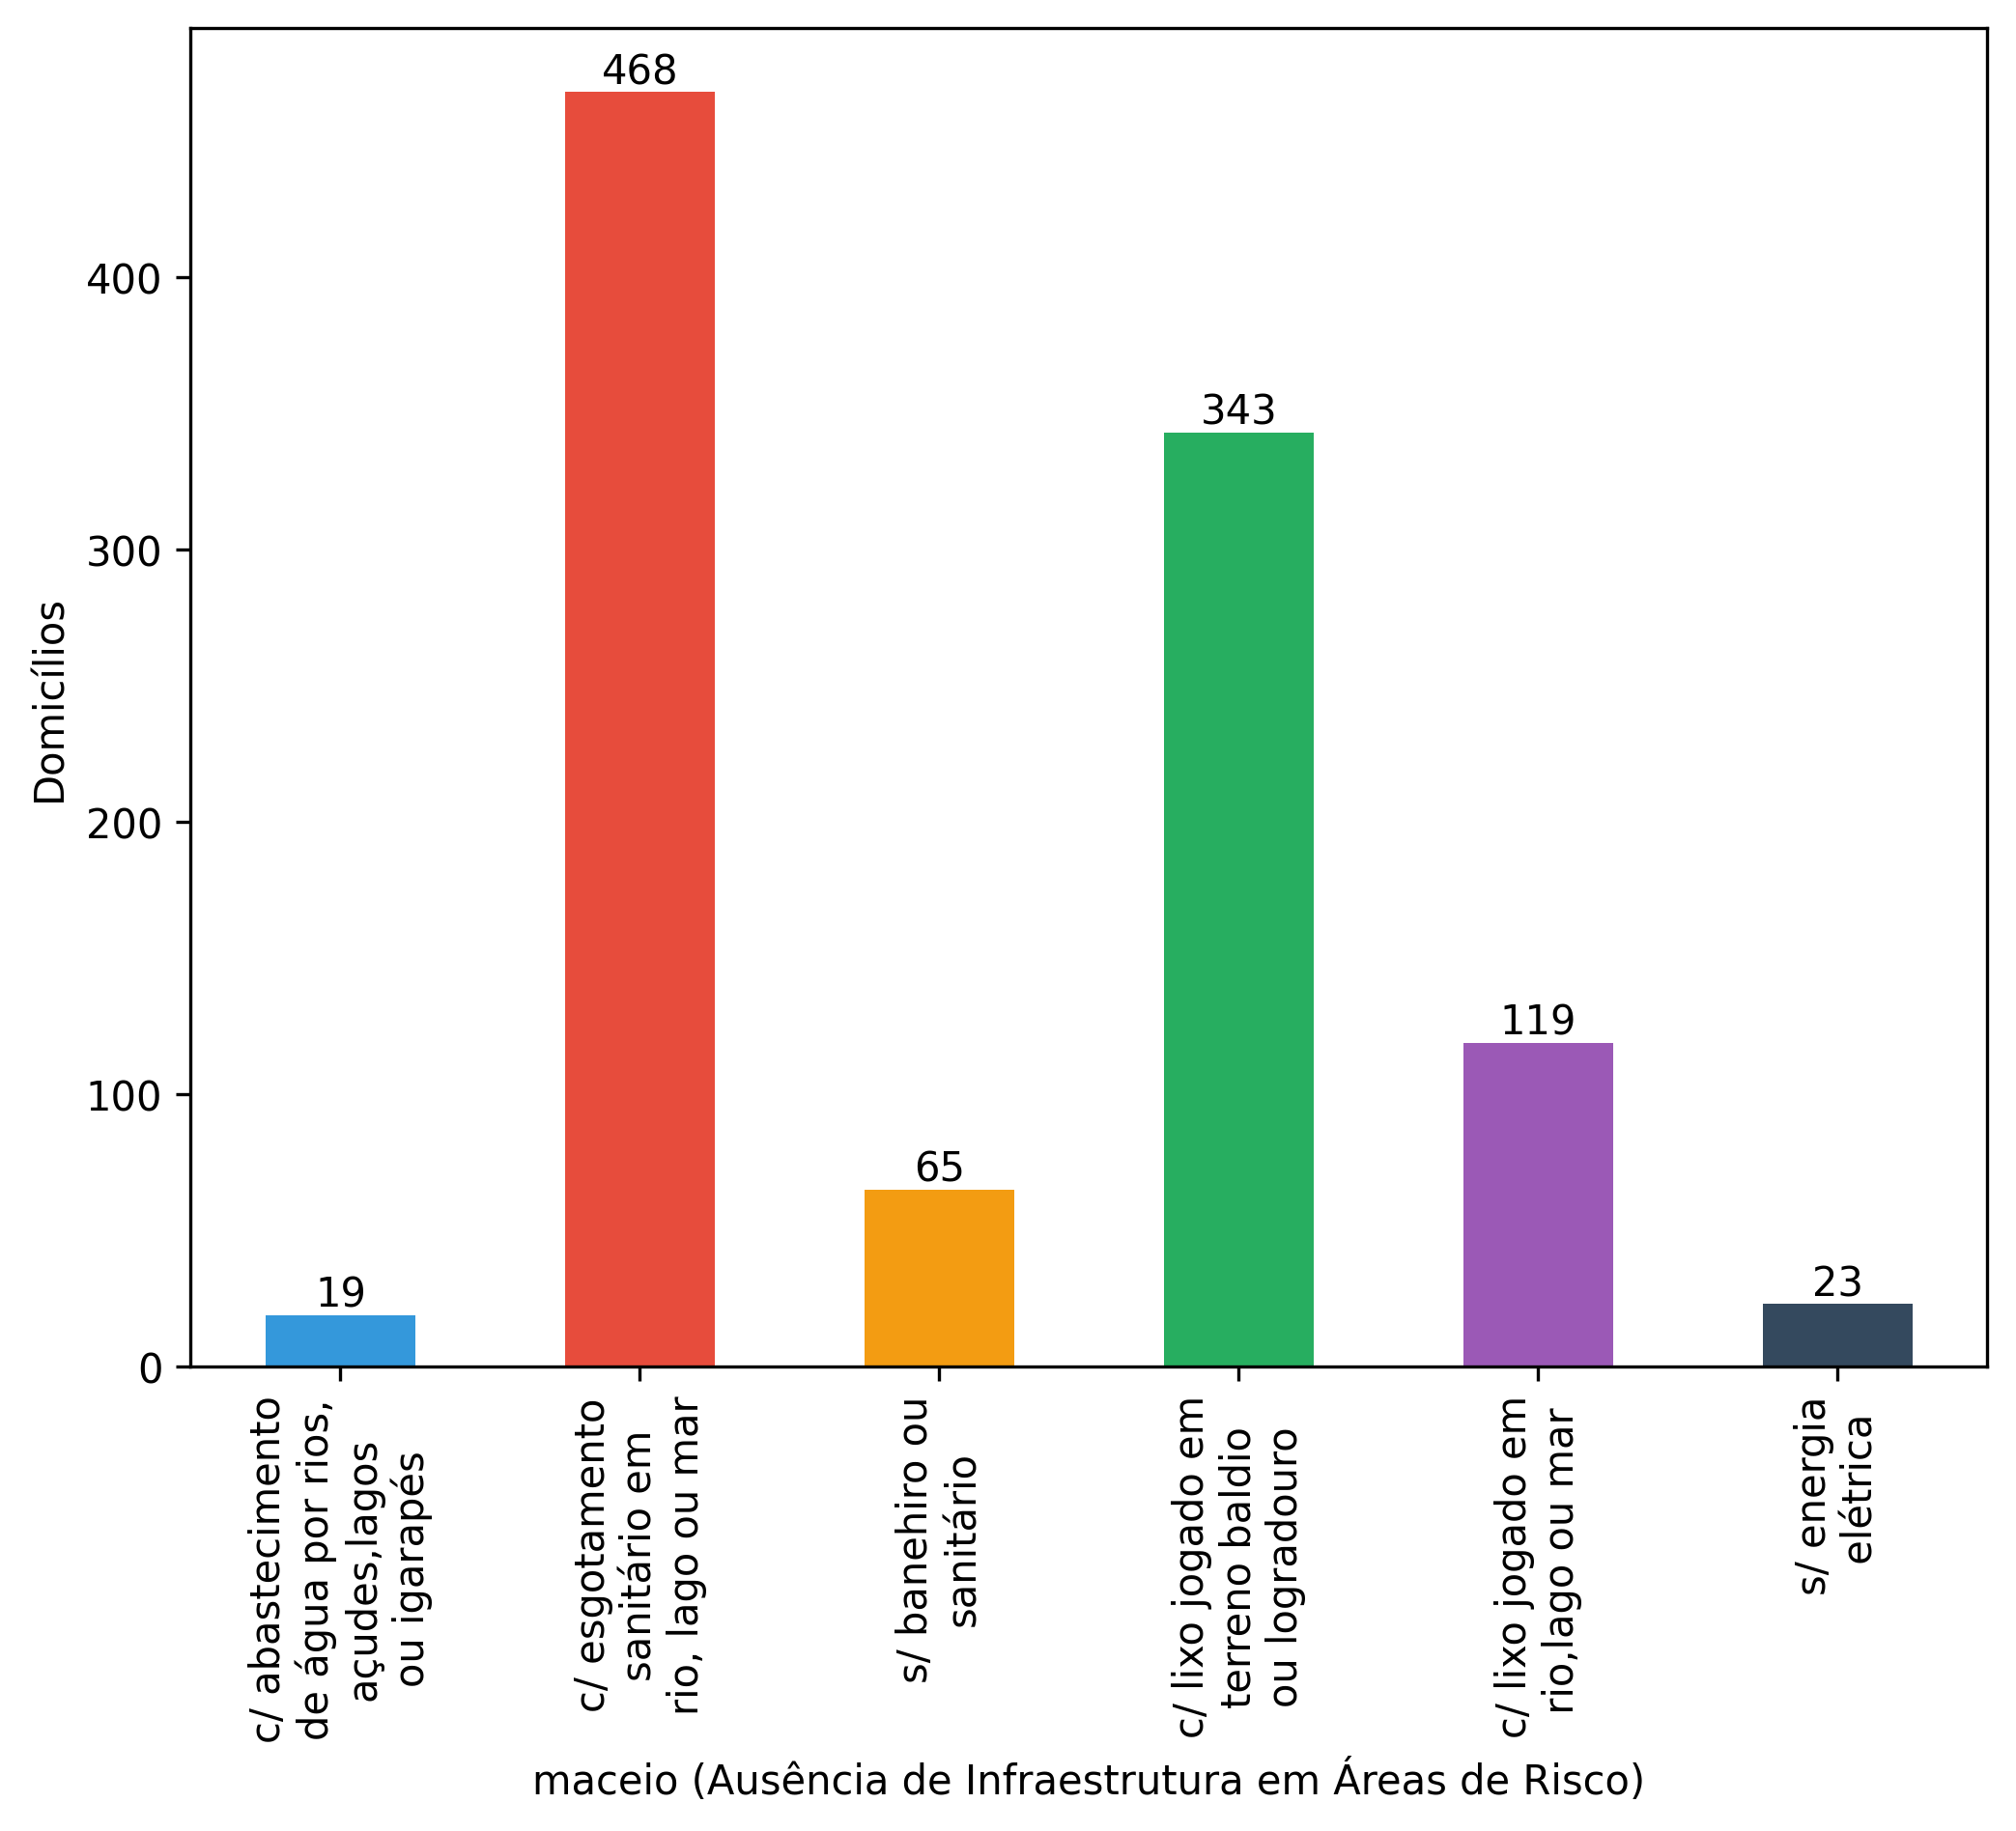 468
343
119
65
23
19
400
300
200
100
0
Domicílios
c/ abastecimento
de água por rios,
açudes,lagos
ou igarapés
c/ esgotamento
sanitário em
rio, lago ou mar
s/ banehiro ou
sanitário
c/ lixo jogado em
terreno baldio
ou logradouro
c/ lixo jogado em
rio,lago ou mar
s/ energia
elétrica
maceio (Ausência de Infraestrutura em Áreas de Risco)